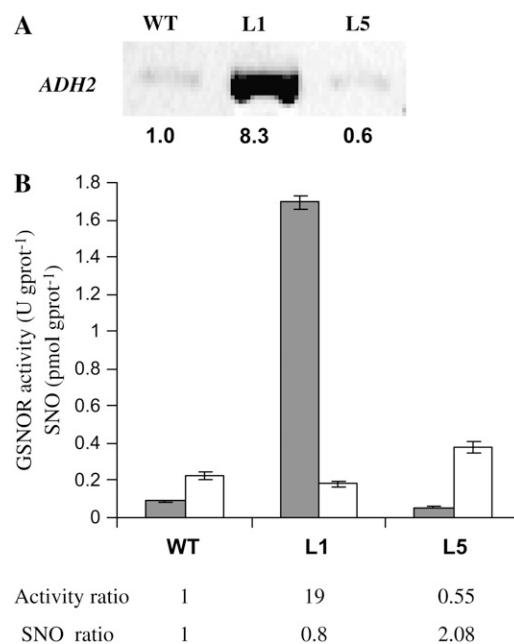 A
WT L1 L5
ADH2
1.0 8.3 0.6
B
GSNOR activity (U gprot⁻¹)
SNO (pmol gprot⁻¹)
1.8
1.6
1.4
1.2
1
0.8
0.6
0.4
0.2
0
WT L1 L5
Activity ratio 1 19 0.55
SNO ratio 1 0.8 2.08